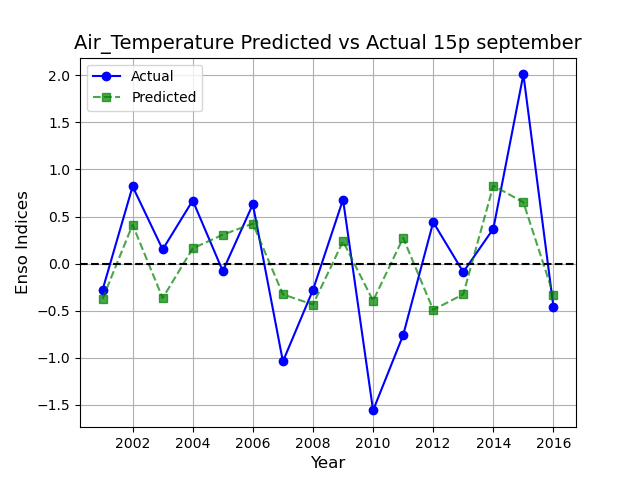 Air_Temperature Predicted vs Actual 15p september
Actual
Predicted
2.0
1.5
1.0
0.5
0.0
−0.5
−1.0
−1.5
Enso Indices
2002 2004 2006 2008 2010 2012 2014 2016
Year